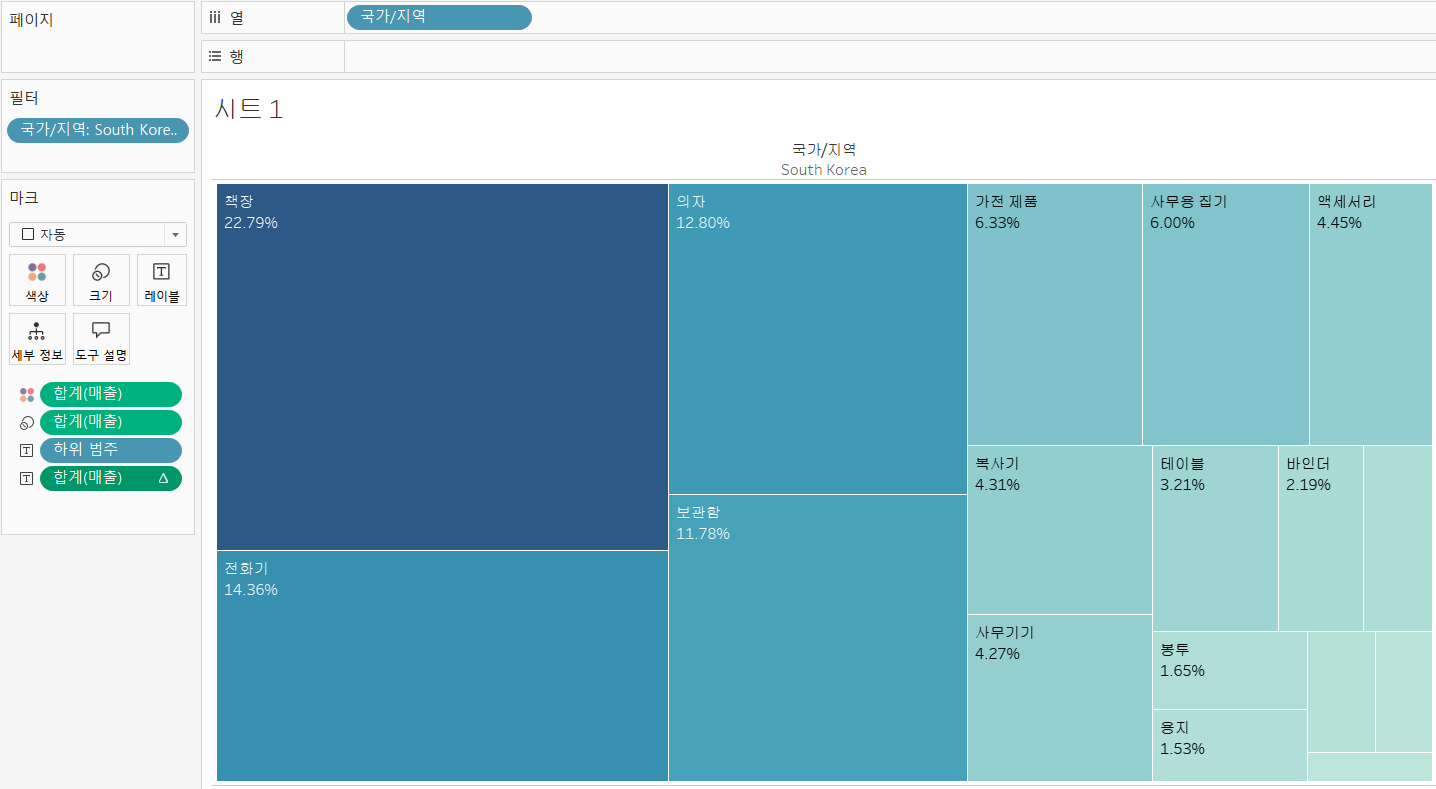 페이지
열
국가/지역
행
필터
국가/지역: South Kore..
마크
자동
색상
크기
레이블
세부 정보
도구 설명
합계(매출)
합계(매출)
하위 범주
합계(매출) Δ
시트 1
국가/지역
South Korea
책장
22.79%
전화기
14.36%
의자
12.80%
보관함
11.78%
가전 제품
6.33%
사무용 집기
6.00%
액세서리
4.45%
복사기
4.31%
사무기기
4.27%
테이블
3.21%
바인더
2.19%
봉투
1.65%
용지
1.53%